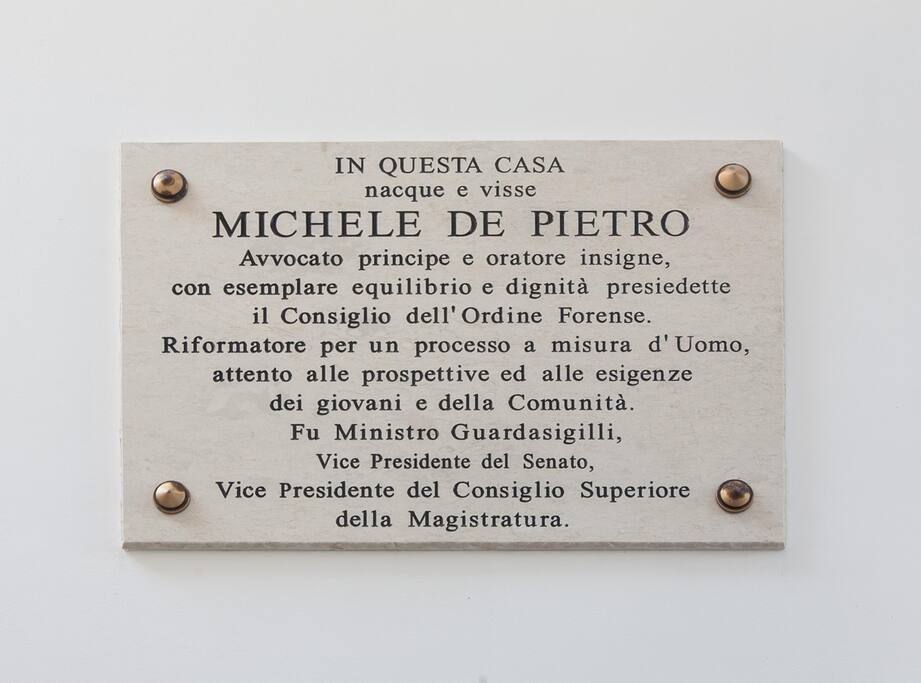 IN QUESTA CASA
nacque e visse
MICHELE DE PIETRO
Avvocato principe e oratore insigne,
con esemplare equilibrio e dignità presiedette
il Consiglio dell'Ordine Forense.
Riformatore per un processo a misura d'Uomo,
attento alle prospettive ed alle esigenze
dei giovani e della Comunità.
Fu Ministro Guardasigilli,
Vice Presidente del Senato,
Vice Presidente del Consiglio Superiore
della Magistratura.